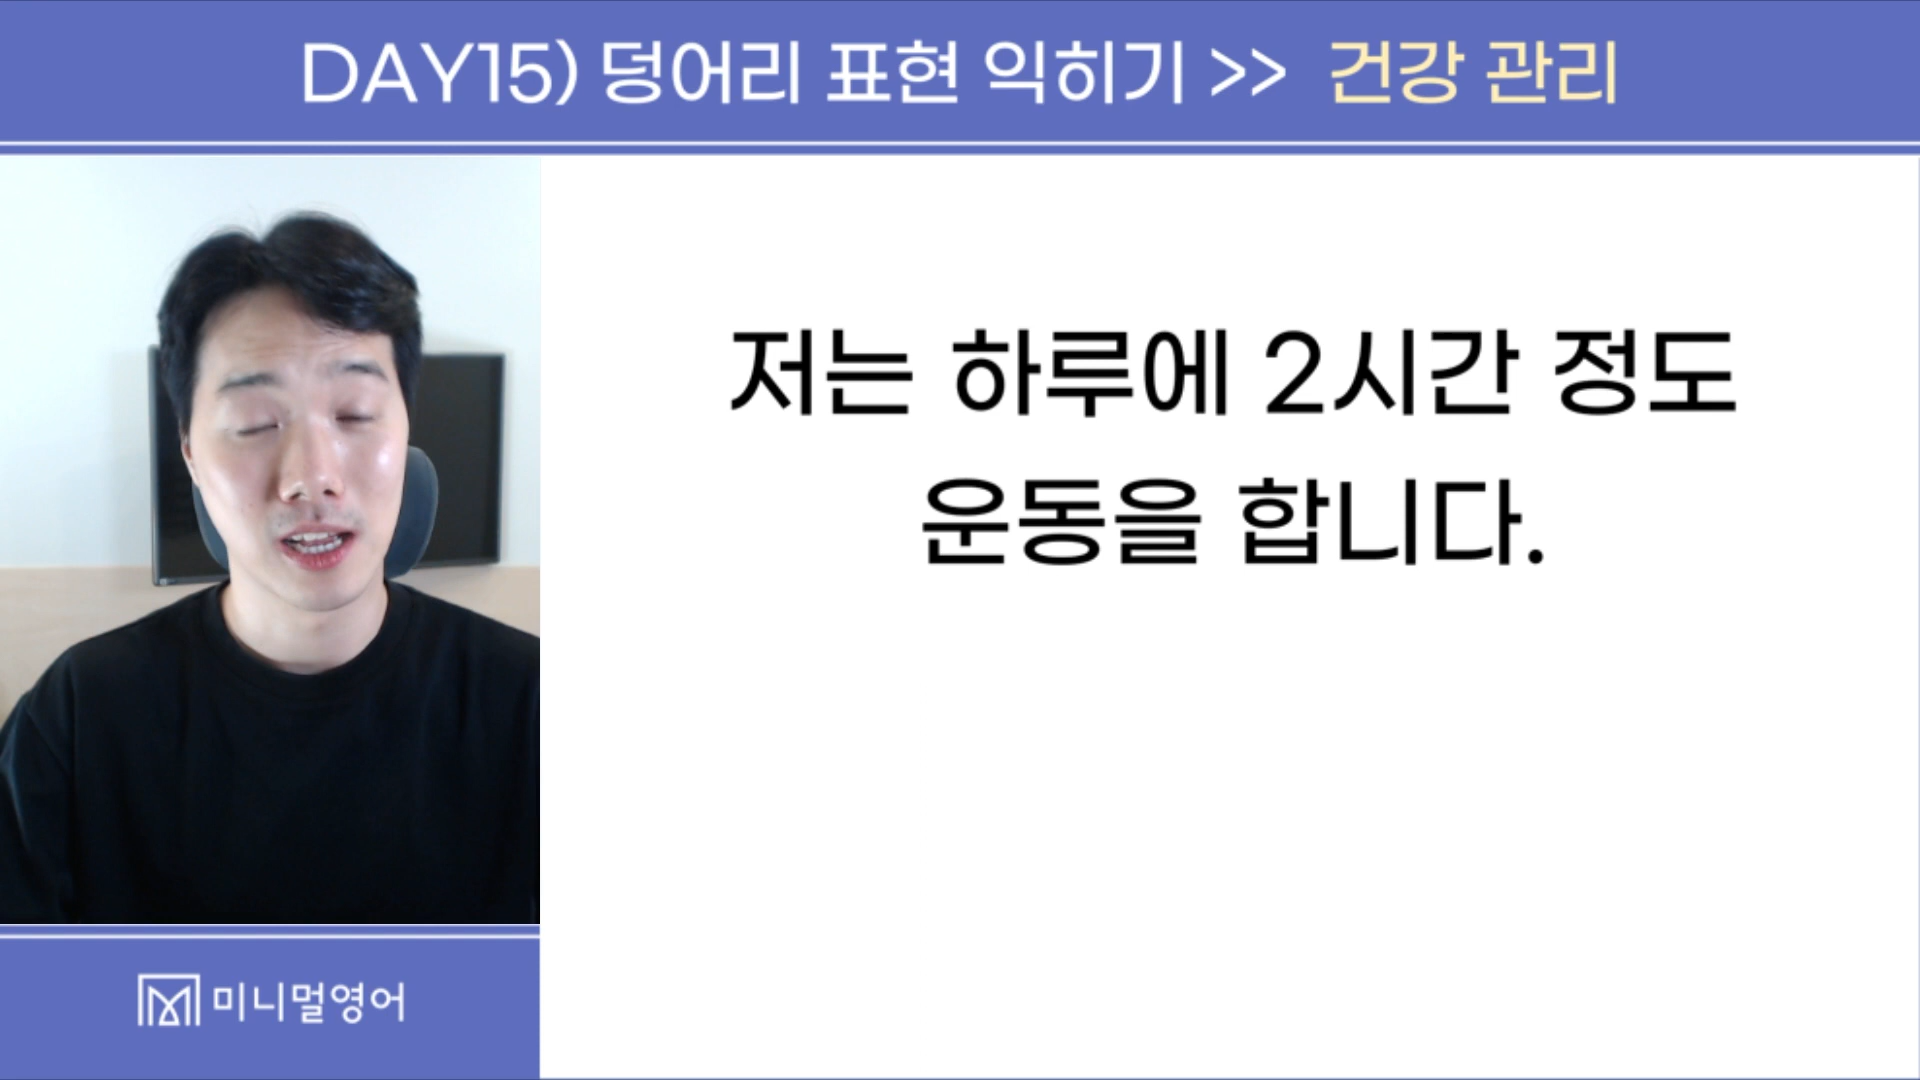 DAY15) 덩어리 표현 익히기 >> 건강 관리
저는 하루에 2시간 정도
운동을 합니다.
미니멀영어